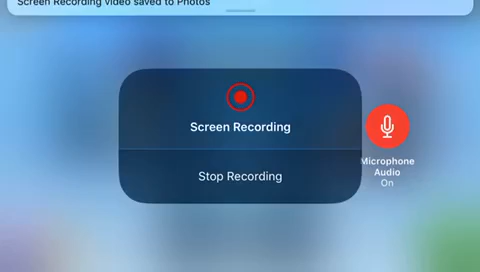 Screen Recording video saved to Photos
Screen Recording
Stop Recording
Microphone
Audio
On